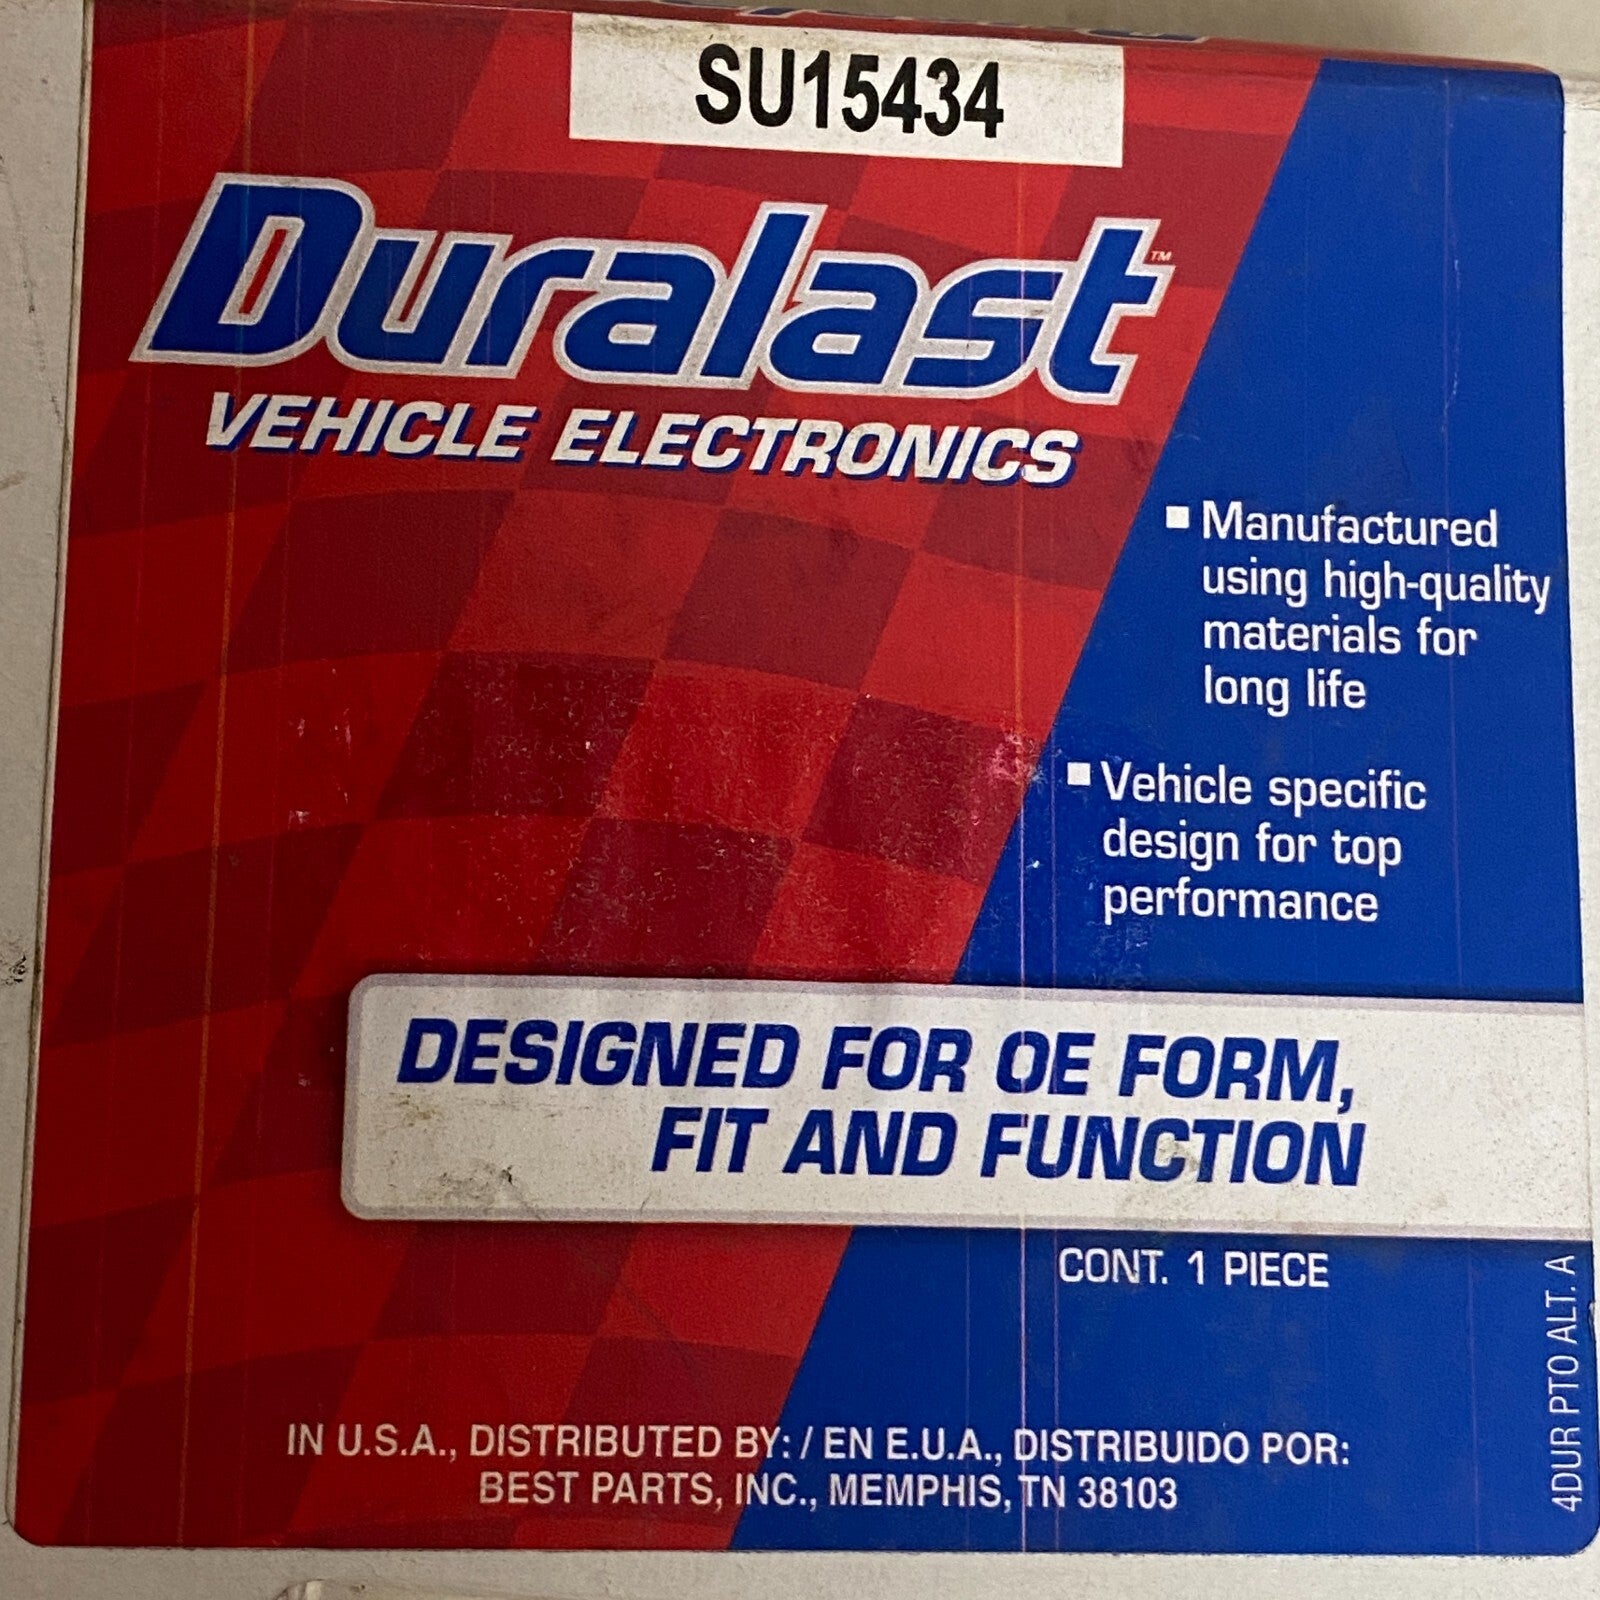 SU15434
Duralast™
VEHICLE ELECTRONICS
▪ Manufactured
using high-quality
materials for
long life
▪ Vehicle specific
design for top
performance
DESIGNED FOR OE FORM,
FIT AND FUNCTION
CONT. 1 PIECE
IN U.S.A., DISTRIBUTED BY: / EN E.U.A., DISTRIBUIDO POR:
BEST PARTS, INC., MEMPHIS, TN 38103
4DUR PTO ALT. A